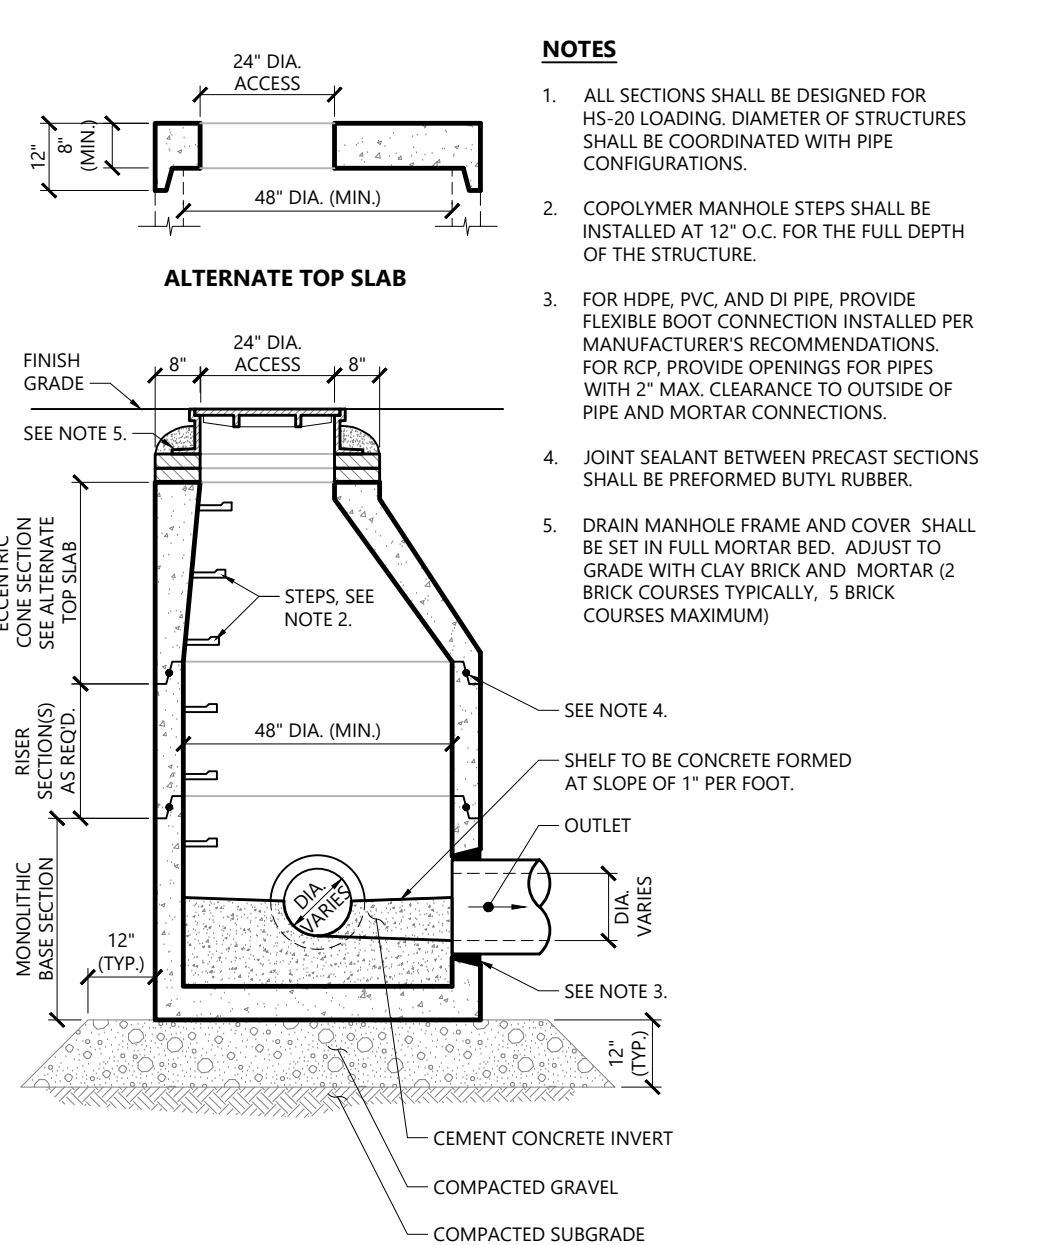 24" DIA.
ACCESS
12"
8"
(MIN.)
48" DIA. (MIN.)
ALTERNATE TOP SLAB
24" DIA.
ACCESS
8"
8"
FINISH
GRADE
SEE NOTE 5.
ECCENTRIC
CONE SECTION
SEE ALTERNATE
TOP SLAB
STEPS, SEE
NOTE 2.
SEE NOTE 4.
RISER
SECTION(S)
AS REQ'D.
48" DIA. (MIN.)
SHELF TO BE CONCRETE FORMED
AT SLOPE OF 1" PER FOOT.
OUTLET
MONOLITHIC
BASE SECTION
DIA.
VARIES
DIA.
VARIES
12"
(TYP.)
SEE NOTE 3.
12"
(TYP.)
CEMENT CONCRETE INVERT
COMPACTED GRAVEL
COMPACTED SUBGRADE
NOTES
1. ALL SECTIONS SHALL BE DESIGNED FOR
HS-20 LOADING. DIAMETER OF STRUCTURES
SHALL BE COORDINATED WITH PIPE
CONFIGURATIONS.
2. COPOLYMER MANHOLE STEPS SHALL BE
INSTALLED AT 12" O.C. FOR THE FULL DEPTH
OF THE STRUCTURE.
3. FOR HDPE, PVC, AND DI PIPE, PROVIDE
FLEXIBLE BOOT CONNECTION INSTALLED PER
MANUFACTURER'S RECOMMENDATIONS.
FOR RCP, PROVIDE OPENINGS FOR PIPES
WITH 2" MAX. CLEARANCE TO OUTSIDE OF
PIPE AND MORTAR CONNECTIONS.
4. JOINT SEALANT BETWEEN PRECAST SECTIONS
SHALL BE PREFORMED BUTYL RUBBER.
5. DRAIN MANHOLE FRAME AND COVER SHALL
BE SET IN FULL MORTAR BED. ADJUST TO
GRADE WITH CLAY BRICK AND MORTAR (2
BRICK COURSES TYPICALLY, 5 BRICK
COURSES MAXIMUM)